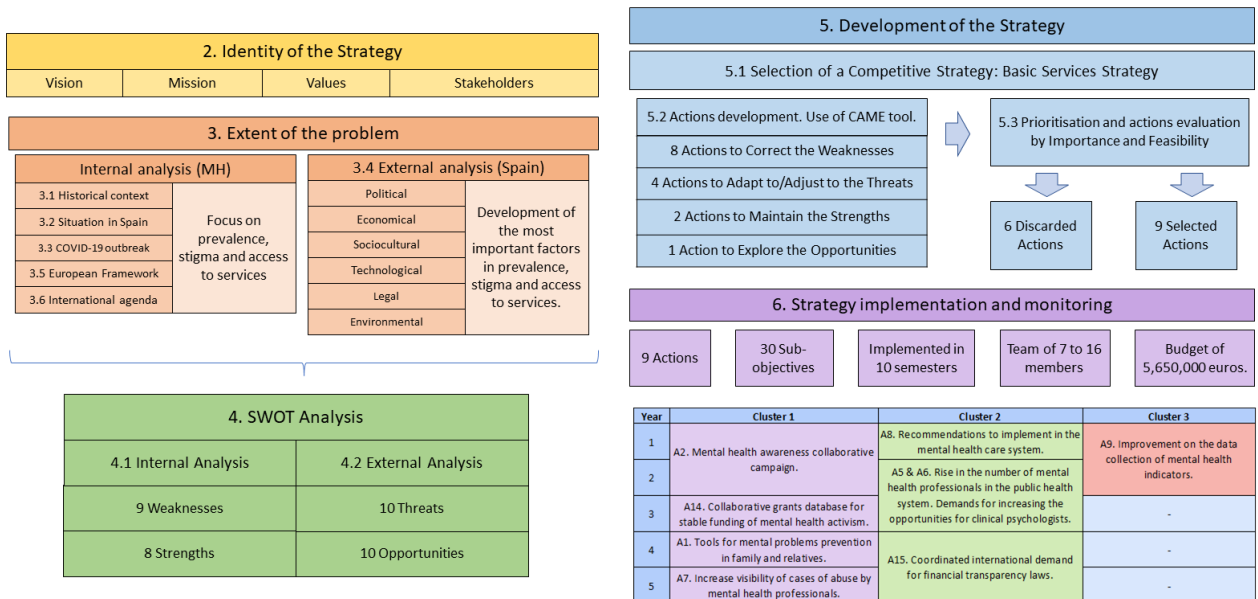 2. Identity of the Strategy
Vision
Mission
Values
Stakeholders
3. Extent of the problem
Internal analysis (MH)
3.1 Historical context
3.2 Situation in Spain
3.3 COVID-19 outbreak
3.5 European Framework
3.6 International agenda
Focus on
prevalence,
stigma and access
to services
3.4 External analysis (Spain)
Political
Economical
Sociocultural
Technological
Legal
Environmental
Development of
the most
important factors
in prevalence,
stigma and access
to services.
4. SWOT Analysis
4.1 Internal Analysis
4.2 External Analysis
9 Weaknesses
10 Threats
8 Strengths
10 Opportunities
5. Development of the Strategy
5.1 Selection of a Competitive Strategy: Basic Services Strategy
5.2 Actions development. Use of CAME tool.
8 Actions to Correct the Weaknesses
4 Actions to Adapt to/Adjust to the Threats
2 Actions to Maintain the Strengths
1 Action to Explore the Opportunities
5.3 Prioritisation and actions evaluation
by Importance and Feasibility
6 Discarded
Actions
9 Selected
Actions
6. Strategy implementation and monitoring
9 Actions
30 Sub-
objectives
Implemented in
10 semesters
Team of 7 to 16
members
Budget of
5,650,000 euros.
Year
Cluster 1
Cluster 2
Cluster 3
1
2
3
4
5
A2. Mental health awareness collaborative
campaign.
A14. Collaborative grants database for
stable funding of mental health activism.
A1. Tools for mental problems prevention
in family and relatives.
A7. Increase visibility of cases of abuse by
mental health professionals.
A8. Recommendations to implement in the
mental health care system.
A5 & A6. Rise in the number of mental
health professionals in the public health
system. Demands for increasing the
opportunities for clinical psychologists.
A15. Coordinated international demand
for financial transparency laws.
A9. Improvement on the data
collection of mental health
indicators.
-
-
-